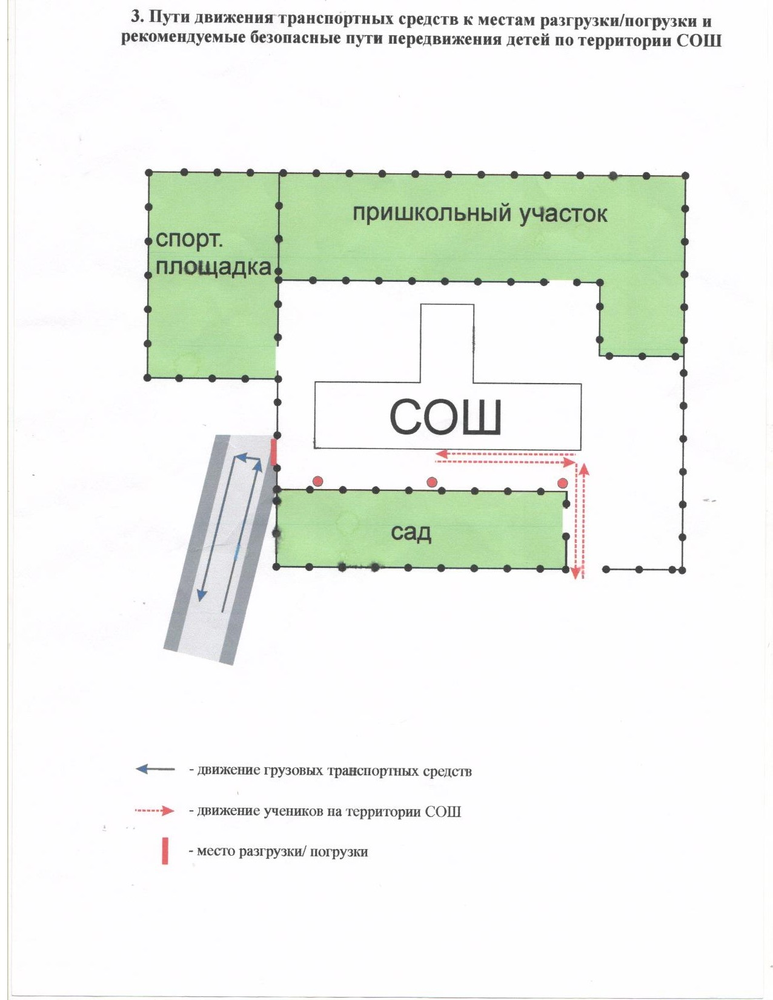 3. Пути движения транспортных средств к местам разгрузки/погрузки и
рекомендуемые безопасные пути передвижения детей по территории СОШ
пришкольный участок
спорт.
площадка
СОШ
сад
- движение грузовых транспортных средств
- движение учеников на территории СОШ
- место разгрузки/ погрузки